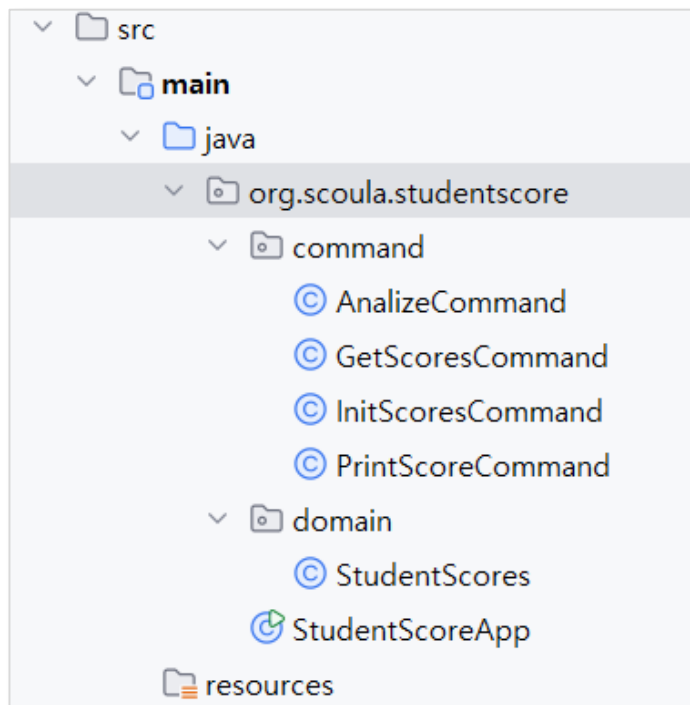 src
main
java
org.scoula.studentscore
command
AnalizeCommand
GetScoresCommand
InitScoresCommand
PrintScoreCommand
domain
StudentScores
StudentScoreApp
resources